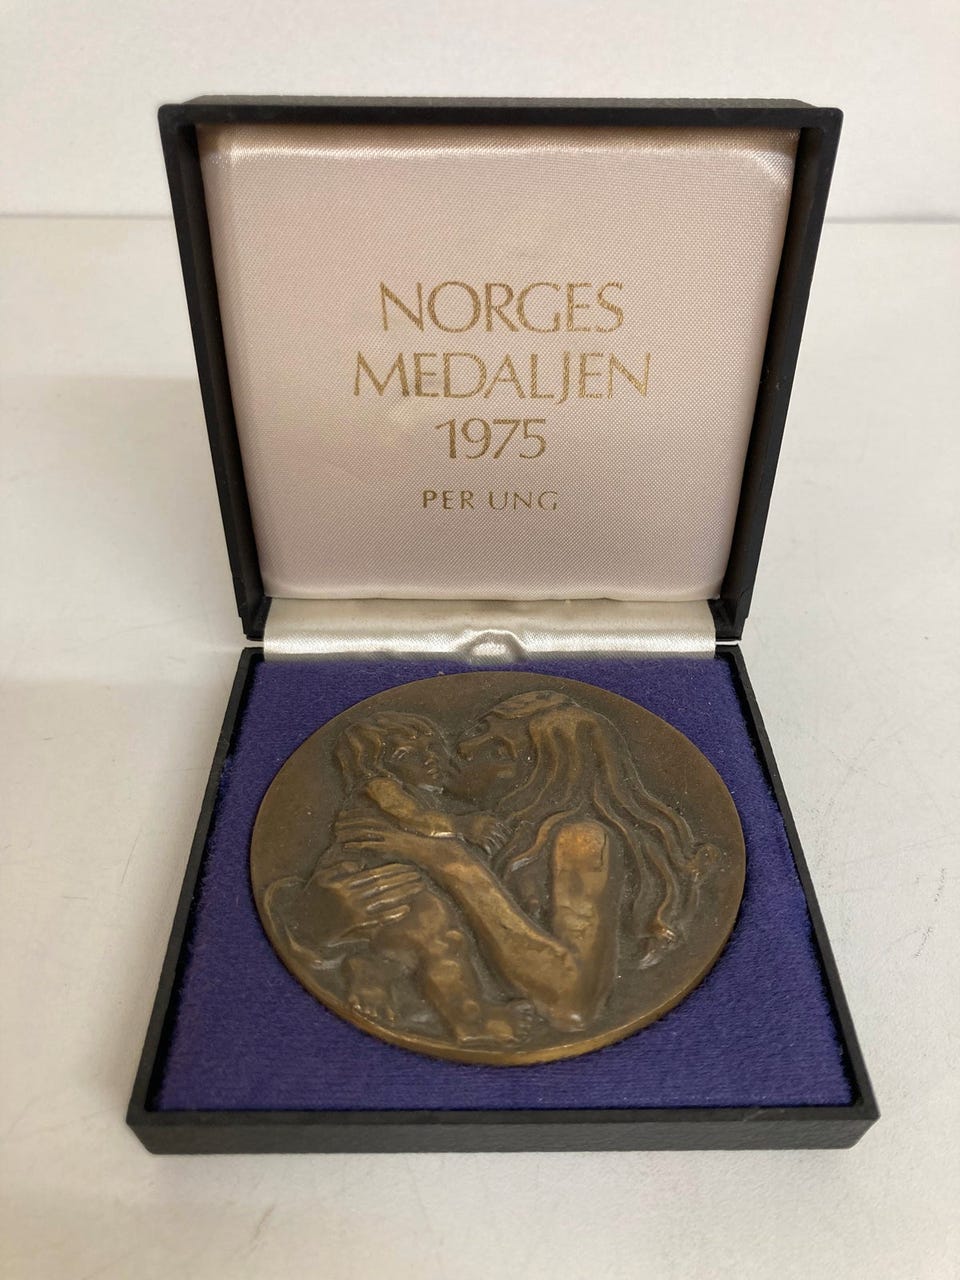 NORGES
MEDALJEN
1975
PER UNG